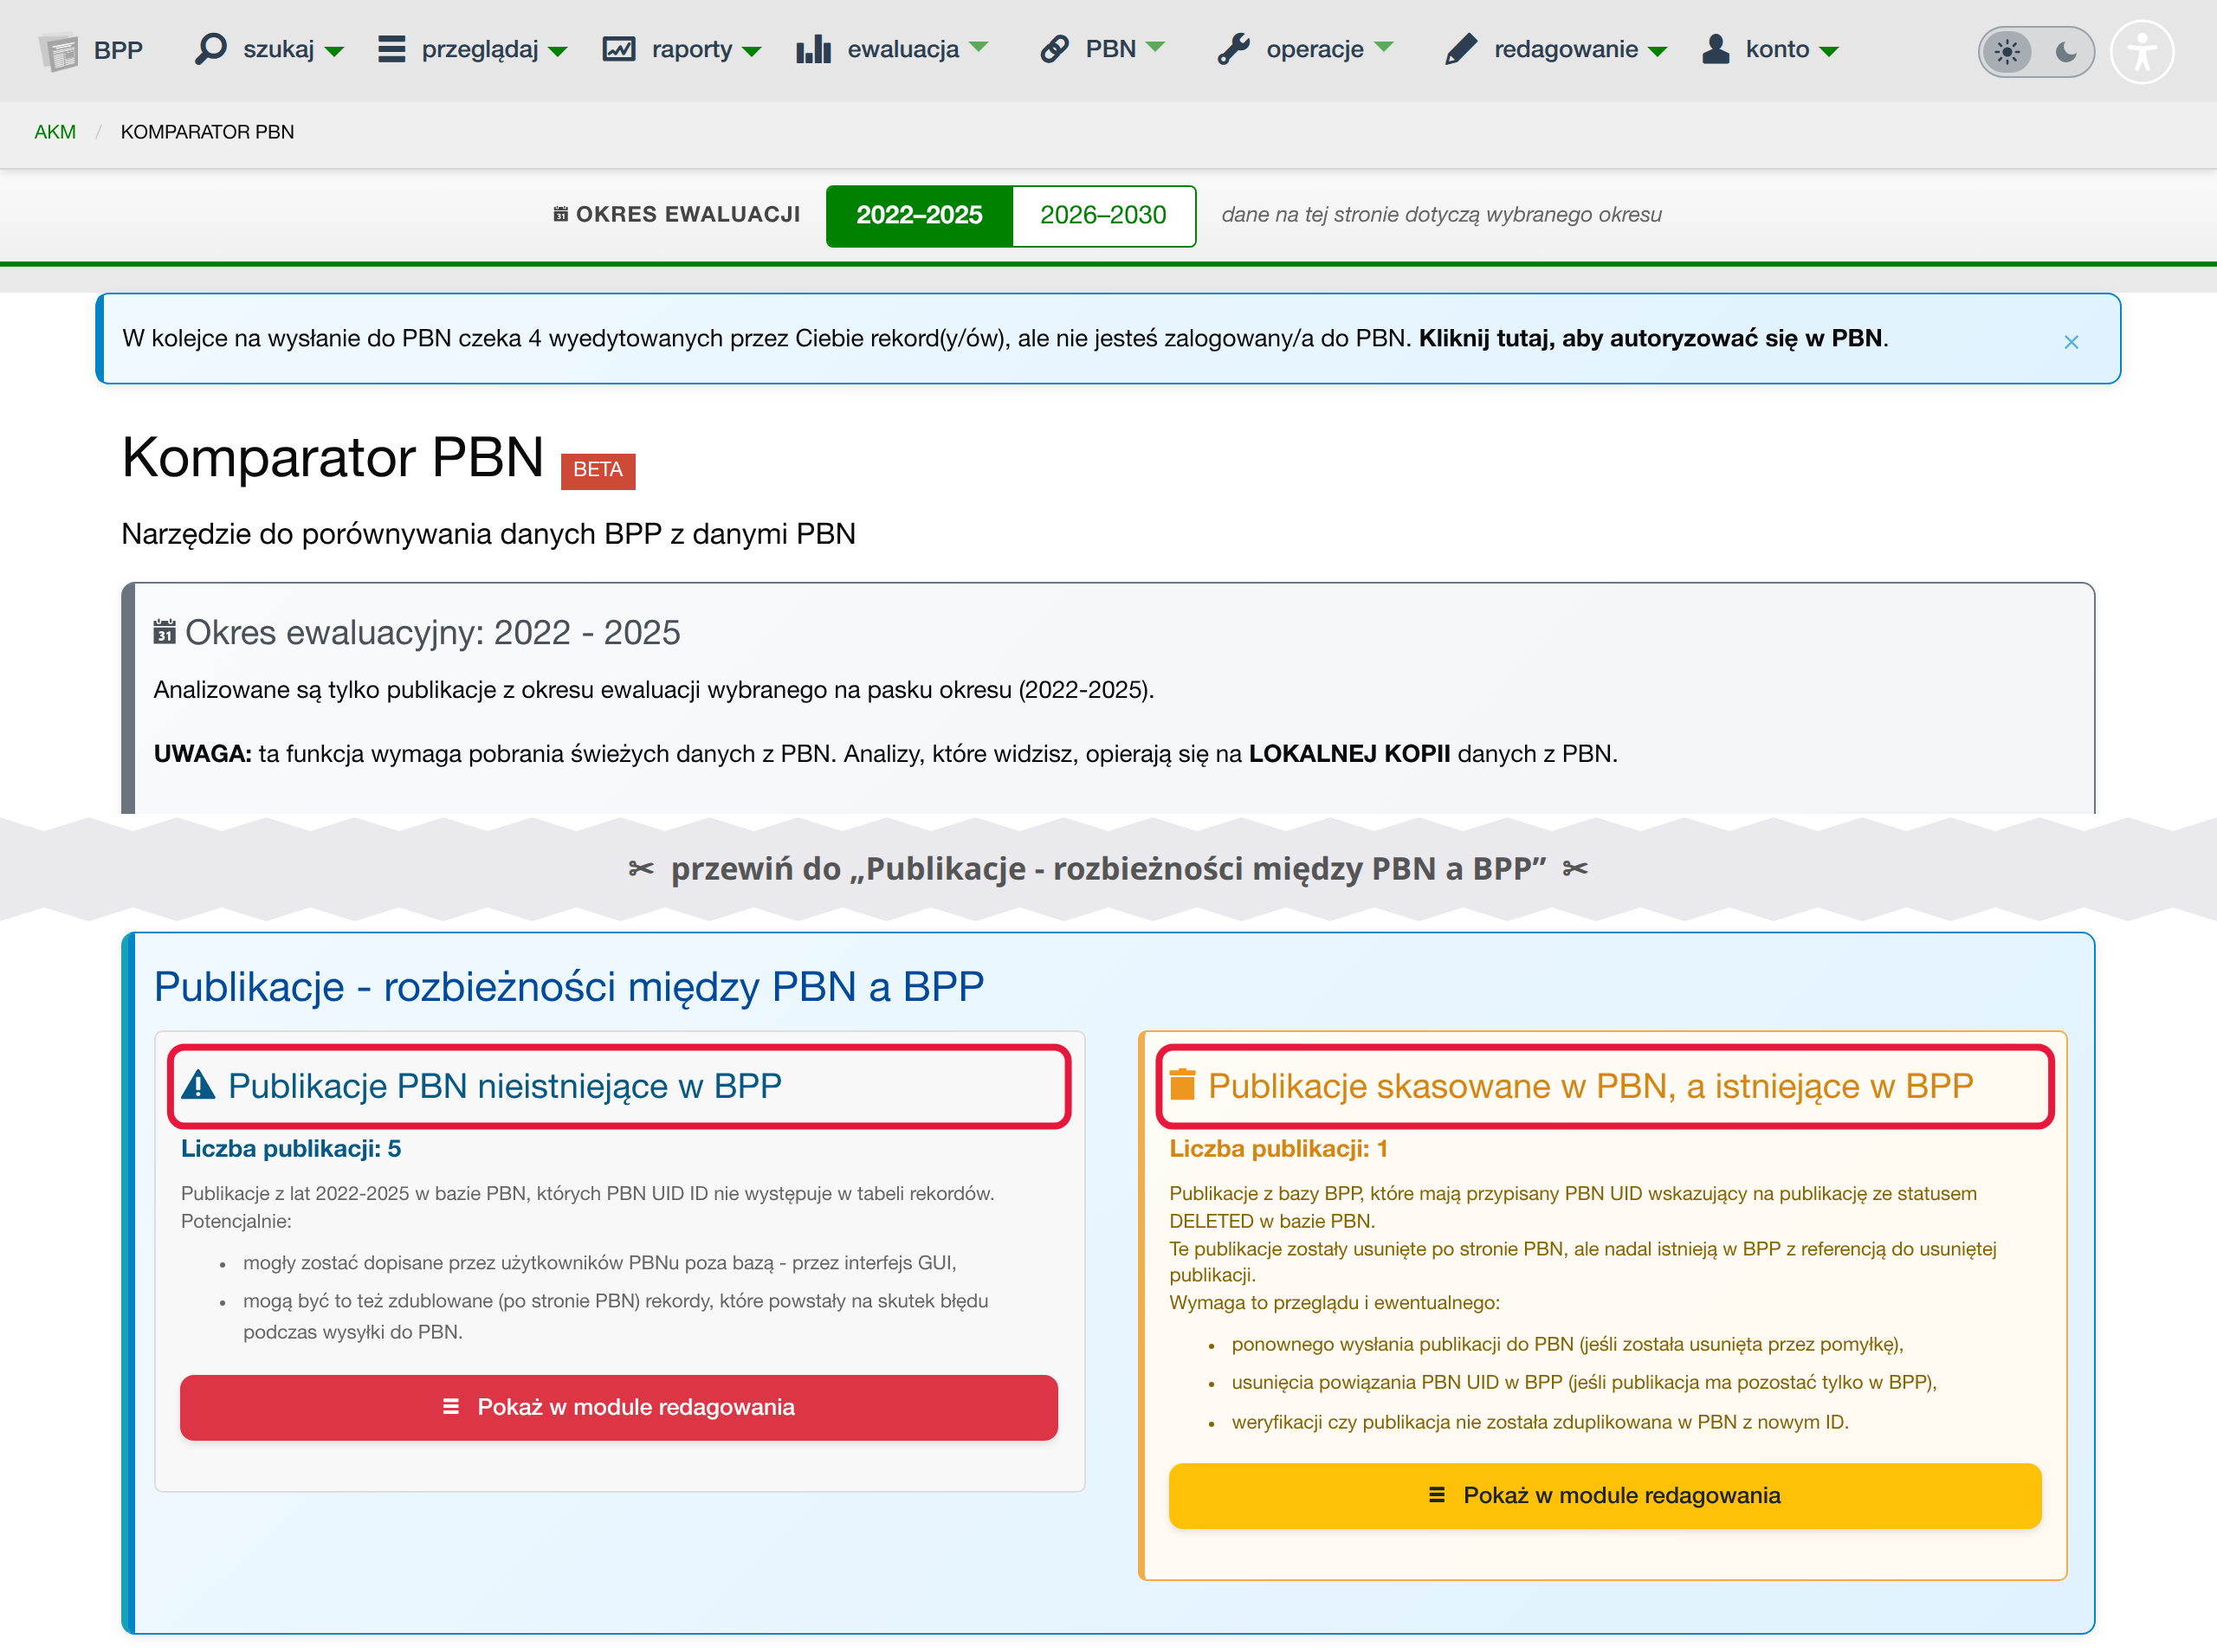 BPP szukaj przeglądaj raporty ewaluacja PBN operacje redagowanie konto
AKM / KOMPARATOR PBN
OKRES EWALUACJI 2022–2025 2026–2030 dane na tej stronie dotyczą wybranego okresu
W kolejce na wysłanie do PBN czeka 4 wyedytowanych przez Ciebie rekord(y/ów), ale nie jesteś zalogowany/a do PBN. Kliknij tutaj, aby autoryzować się w PBN. ×
Komparator PBN BETA
Narzędzie do porównywania danych BPP z danymi PBN
31 Okres ewaluacyjny: 2022 - 2025
Analizowane są tylko publikacje z okresu ewaluacji wybranego na pasku okresu (2022-2025).
UWAGA: ta funkcja wymaga pobrania świeżych danych z PBN. Analizy, które widzisz, opierają się na LOKALNEJ KOPII danych z PBN.
✂ przewiń do „Publikacje - rozbieżności między PBN a BPP” ✂
Publikacje - rozbieżności między PBN a BPP
Publikacje PBN nieistniejące w BPP
Liczba publikacji: 5
Publikacje z lat 2022-2025 w bazie PBN, których PBN UID ID nie występuje w tabeli rekordów.
Potencjalnie:
• mogły zostać dopisane przez użytkowników PBNu poza bazą - przez interfejs GUI,
• mogą być to też zdublowane (po stronie PBN) rekordy, które powstały na skutek błędu
podczas wysyłki do PBN.
Pokaż w module redagowania
Publikacje skasowane w PBN, a istniejące w BPP
Liczba publikacji: 1
Publikacje z bazy BPP, które mają przypisany PBN UID wskazujący na publikację ze statusem
DELETED w bazie PBN.
Te publikacje zostały usunięte po stronie PBN, ale nadal istnieją w BPP z referencją do usuniętej
publikacji.
Wymaga to przeglądu i ewentualnego:
• ponownego wysłania publikacji do PBN (jeśli została usunięta przez pomyłkę),
• usunięcia powiązania PBN UID w BPP (jeśli publikacja ma pozostać tylko w BPP),
• weryfikacji czy publikacja nie została zduplikowana w PBN z nowym ID.
Pokaż w module redagowania